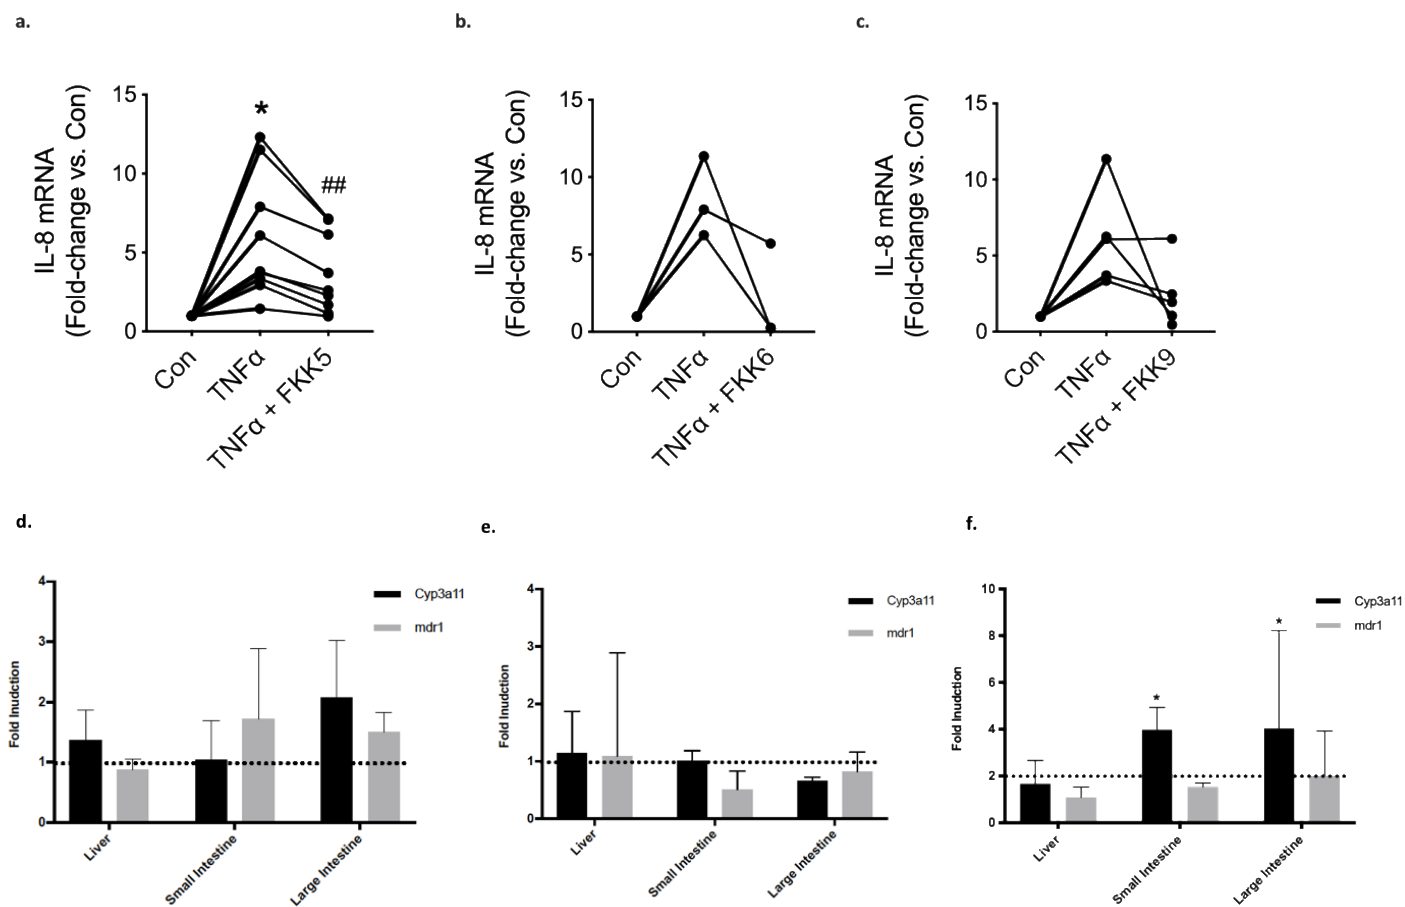 a.
IL-8 mRNA
(Fold-change vs. Con)
15
10
5
0
*
##
Con
TNFα
TNFα + FKK5
b.
IL-8 mRNA
(Fold-change vs. Con)
15
10
5
0
Con
TNFα
TNFα + FKK6
c.
IL-8 mRNA
(Fold-change vs. Con)
15
10
5
0
Con
TNFα
TNFα + FKK9
d.
Fold Inudction
4
3
2
1
0
Cyp3a11
mdr1
Liver
Small Intestine
Large Intestine
e.
Fold Inudction
4
3
2
1
0
Cyp3a11
mdr1
Liver
Small Intestine
Large Intestine
f.
Fold Inudction
10
8
6
4
2
0
*
*
Cyp3a11
mdr1
Liver
Small Intestine
Large Intestine